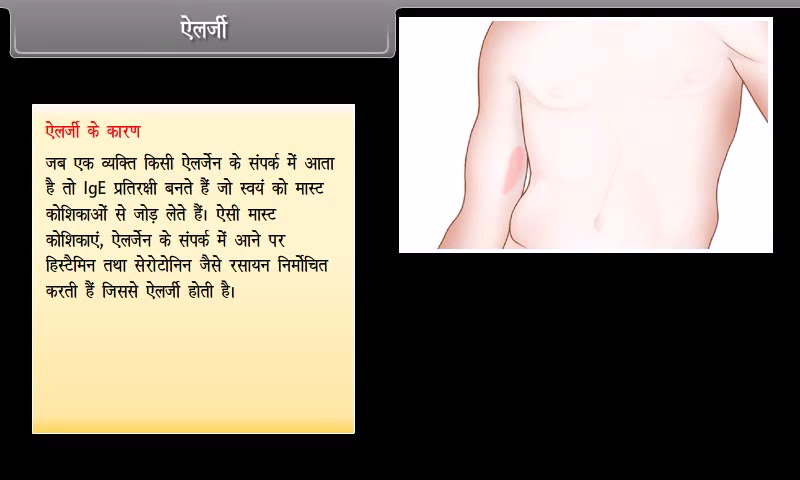 ऐलर्जी
ऐलर्जी के कारण
जब एक व्यक्ति किसी ऐलर्जेन के संपर्क में आता
है तो IgE प्रतिरक्षी बनते हैं जो स्वयं को मास्ट
कोशिकाओं से जोड़ लेते हैं। ऐसी मास्ट
कोशिकाएं, ऐलर्जेन के संपर्क में आने पर
हिस्टैमिन तथा सेरोटोनिन जैसे रसायन निर्मोचित
करती हैं जिससे ऐलर्जी होती है।